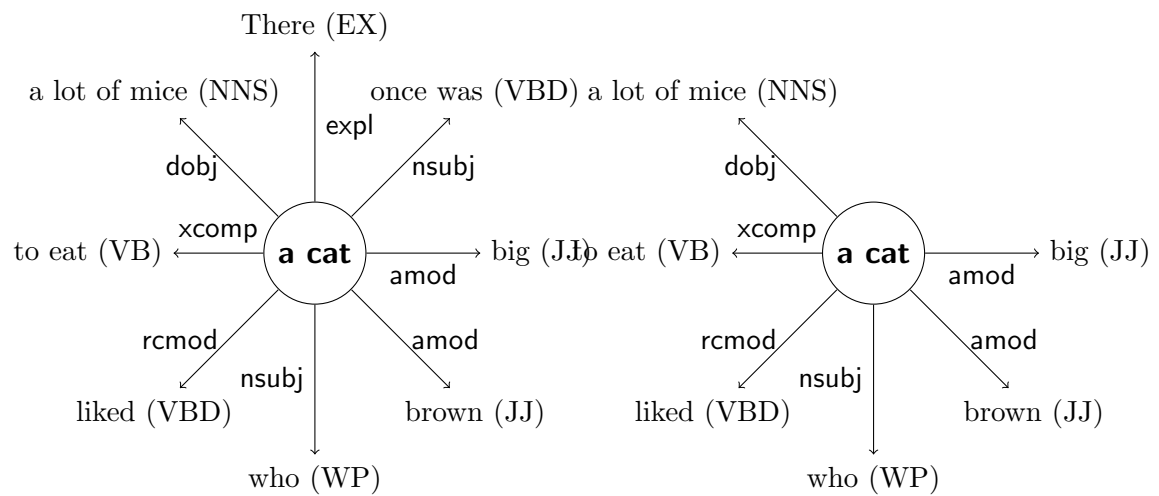 There (EX)
a lot of mice (NNS) once was (VBD) a lot of mice (NNS)
expl
dobj nsubj dobj
xcomp xcomp
to eat (VB) a cat big (JJ) to eat (VB) a cat big (JJ)
amod amod
rcmod amod rcmod amod
nsubj nsubj
liked (VBD) brown (JJ) liked (VBD) brown (JJ)
who (WP) who (WP)